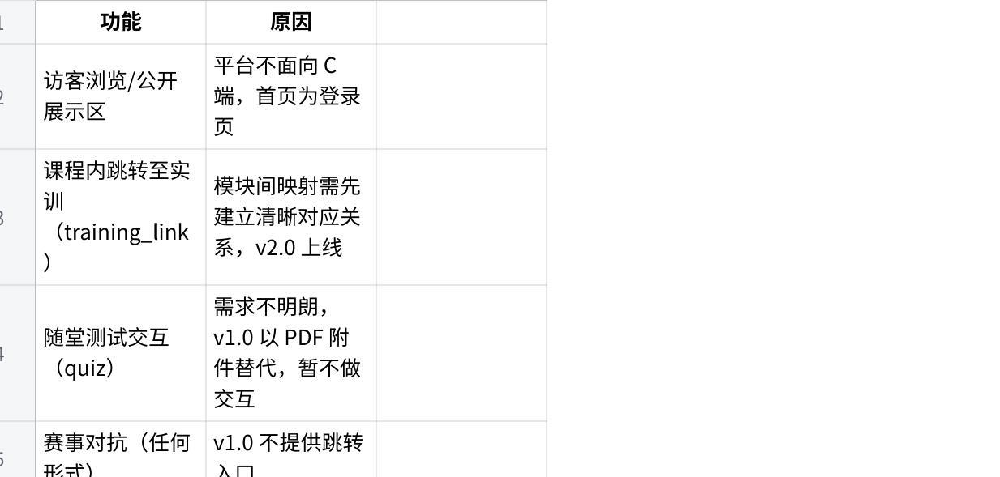 功能
原因
访客浏览/公开
展示区
平台不面向 C
端，首页为登录
页
课程内跳转至实
训
（training_link
）
模块间映射需先
建立清晰对应关
系，v2.0 上线
随堂测试交互
（quiz）
需求不明朗，
v1.0 以 PDF 附
件替代，暂不做
交互
赛事对抗（任何
形式）
v1.0 不提供跳转
入口